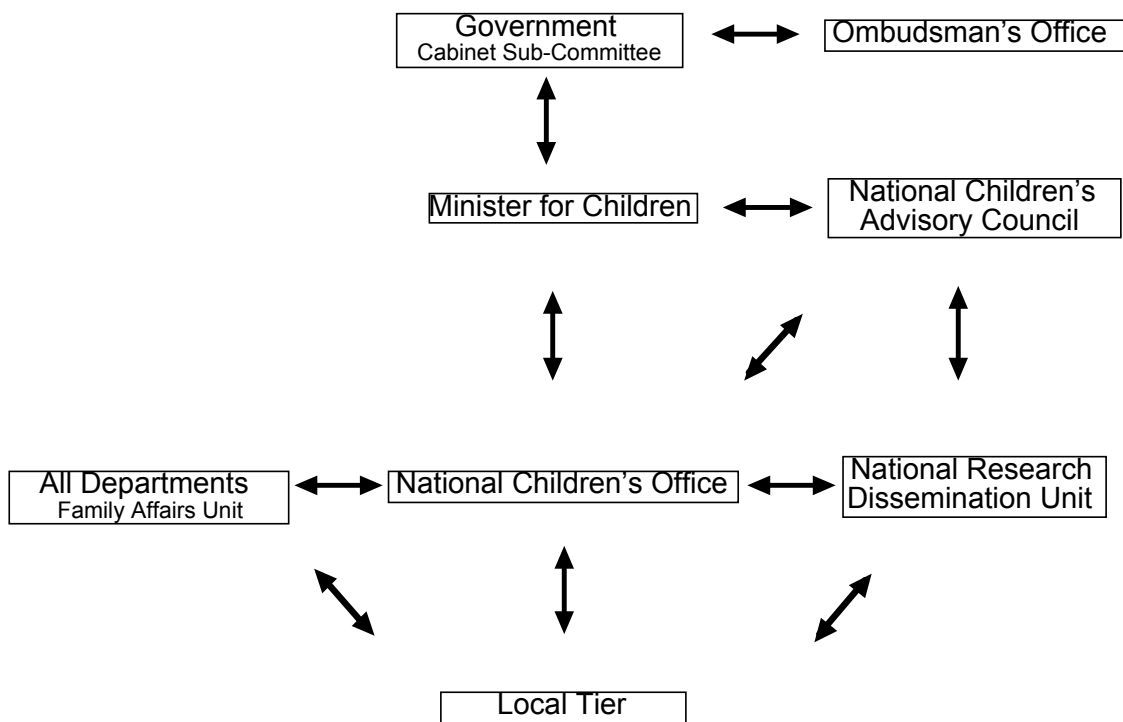 Government
Cabinet Sub-Committee
Ombudsman’s Office
Minister for Children
National Children’s
Advisory Council
All Departments
Family Affairs Unit
National Children’s Office
National Research
Dissemination Unit
Local Tier